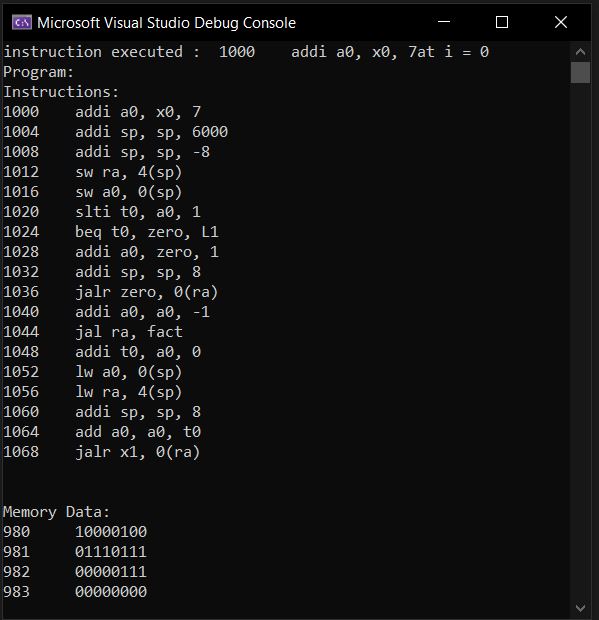 Microsoft Visual Studio Debug Console
instruction executed :  1000    addi a0, x0, 7at i = 0
Program:
Instructions:
1000    addi a0, x0, 7
1004    addi sp, sp, 6000
1008    addi sp, sp, -8
1012    sw ra, 4(sp)
1016    sw a0, 0(sp)
1020    slti t0, a0, 1
1024    beq t0, zero, L1
1028    addi a0, zero, 1
1032    addi sp, sp, 8
1036    jalr zero, 0(ra)
1040    addi a0, a0, -1
1044    jal ra, fact
1048    addi t0, a0, 0
1052    lw a0, 0(sp)
1056    lw ra, 4(sp)
1060    addi sp, sp, 8
1064    add a0, a0, t0
1068    jalr x1, 0(ra)
Memory Data:
980     10000100
981     01110111
982     00000111
983     00000000